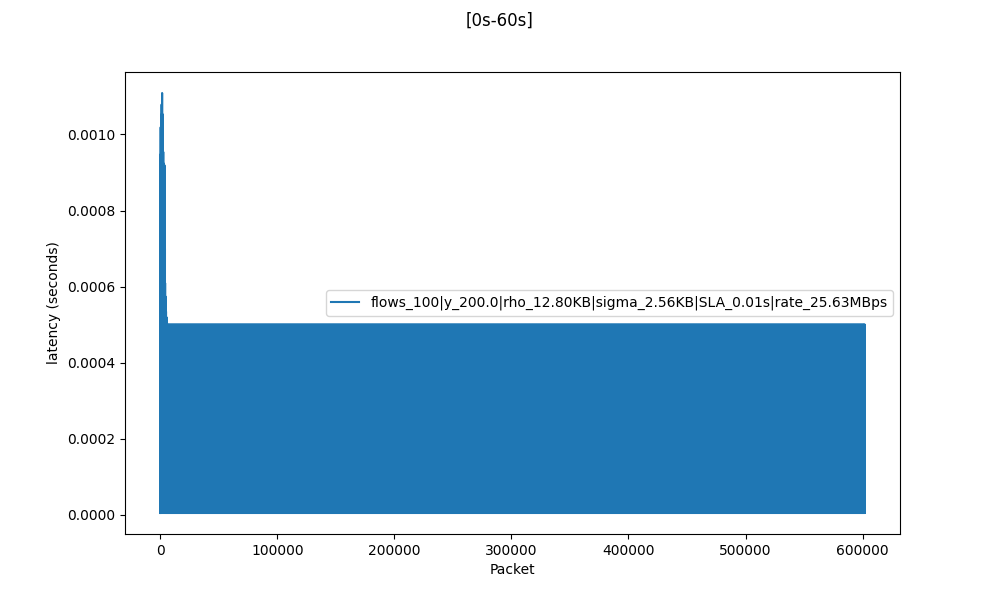 [0s-60s]
0.0010
0.0008
0.0006
0.0004
0.0002
0.0000
latency (seconds)
flows_100|y_200.0|rho_12.80KB|sigma_2.56KB|SLA_0.01s|rate_25.63MBps
0 100000 200000 300000 400000 500000 600000
Packet